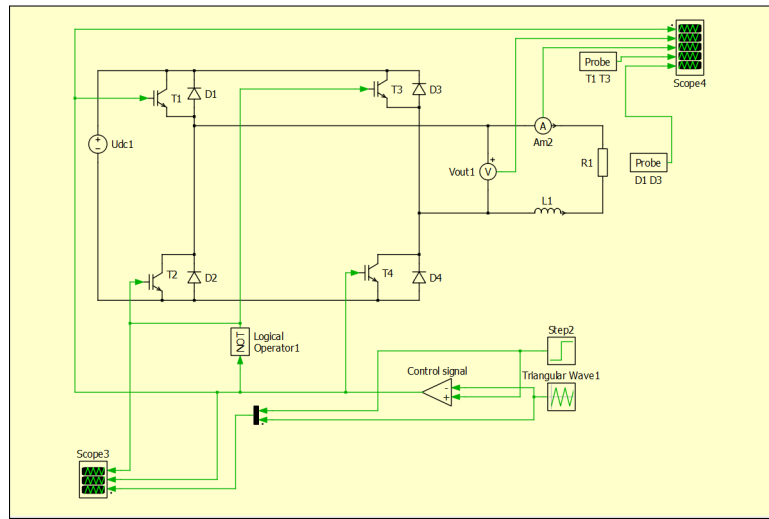 Probe
T1 T3
Scope4
T1
D1
T3
D3
Udc1
A
Am2
Vout1
V
R1
Probe
D1 D3
L1
T2
D2
T4
D4
NOT
Logical
Operator1
Step2
Control signal
Triangular Wave1
Scope3